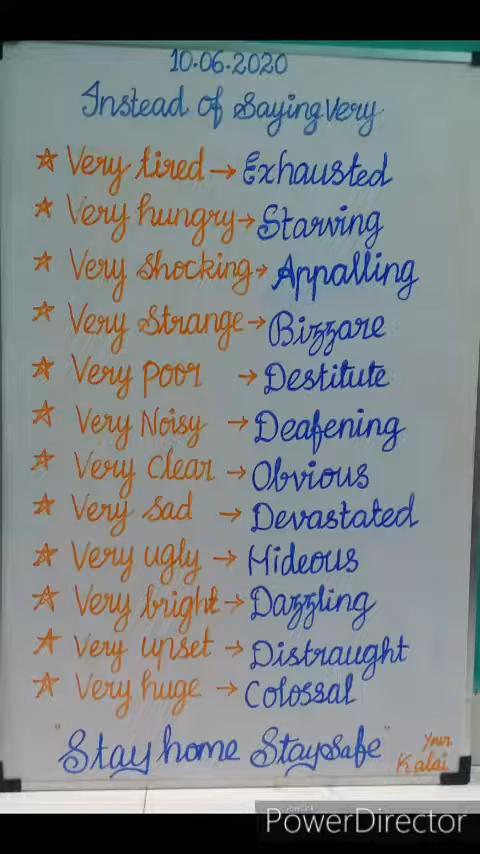 10.06.2020
Instead of Saying Very
☆ Very tired → Exhausted
☆ Very hungry → Starving
☆ Very shocking → Appalling
☆ Very Strange → Bizzare
☆ Very poor → Destitute
☆ Very Noisy → Deafening
☆ Very Clear → Obvious
☆ Very sad → Devastated
☆ Very ugly → Hideous
☆ Very bright → Dazzling
☆ Very upset → Distraught
☆ Very huge → Colossal
"Stay home Stay safe"
Your
Kalai
PowerDirector